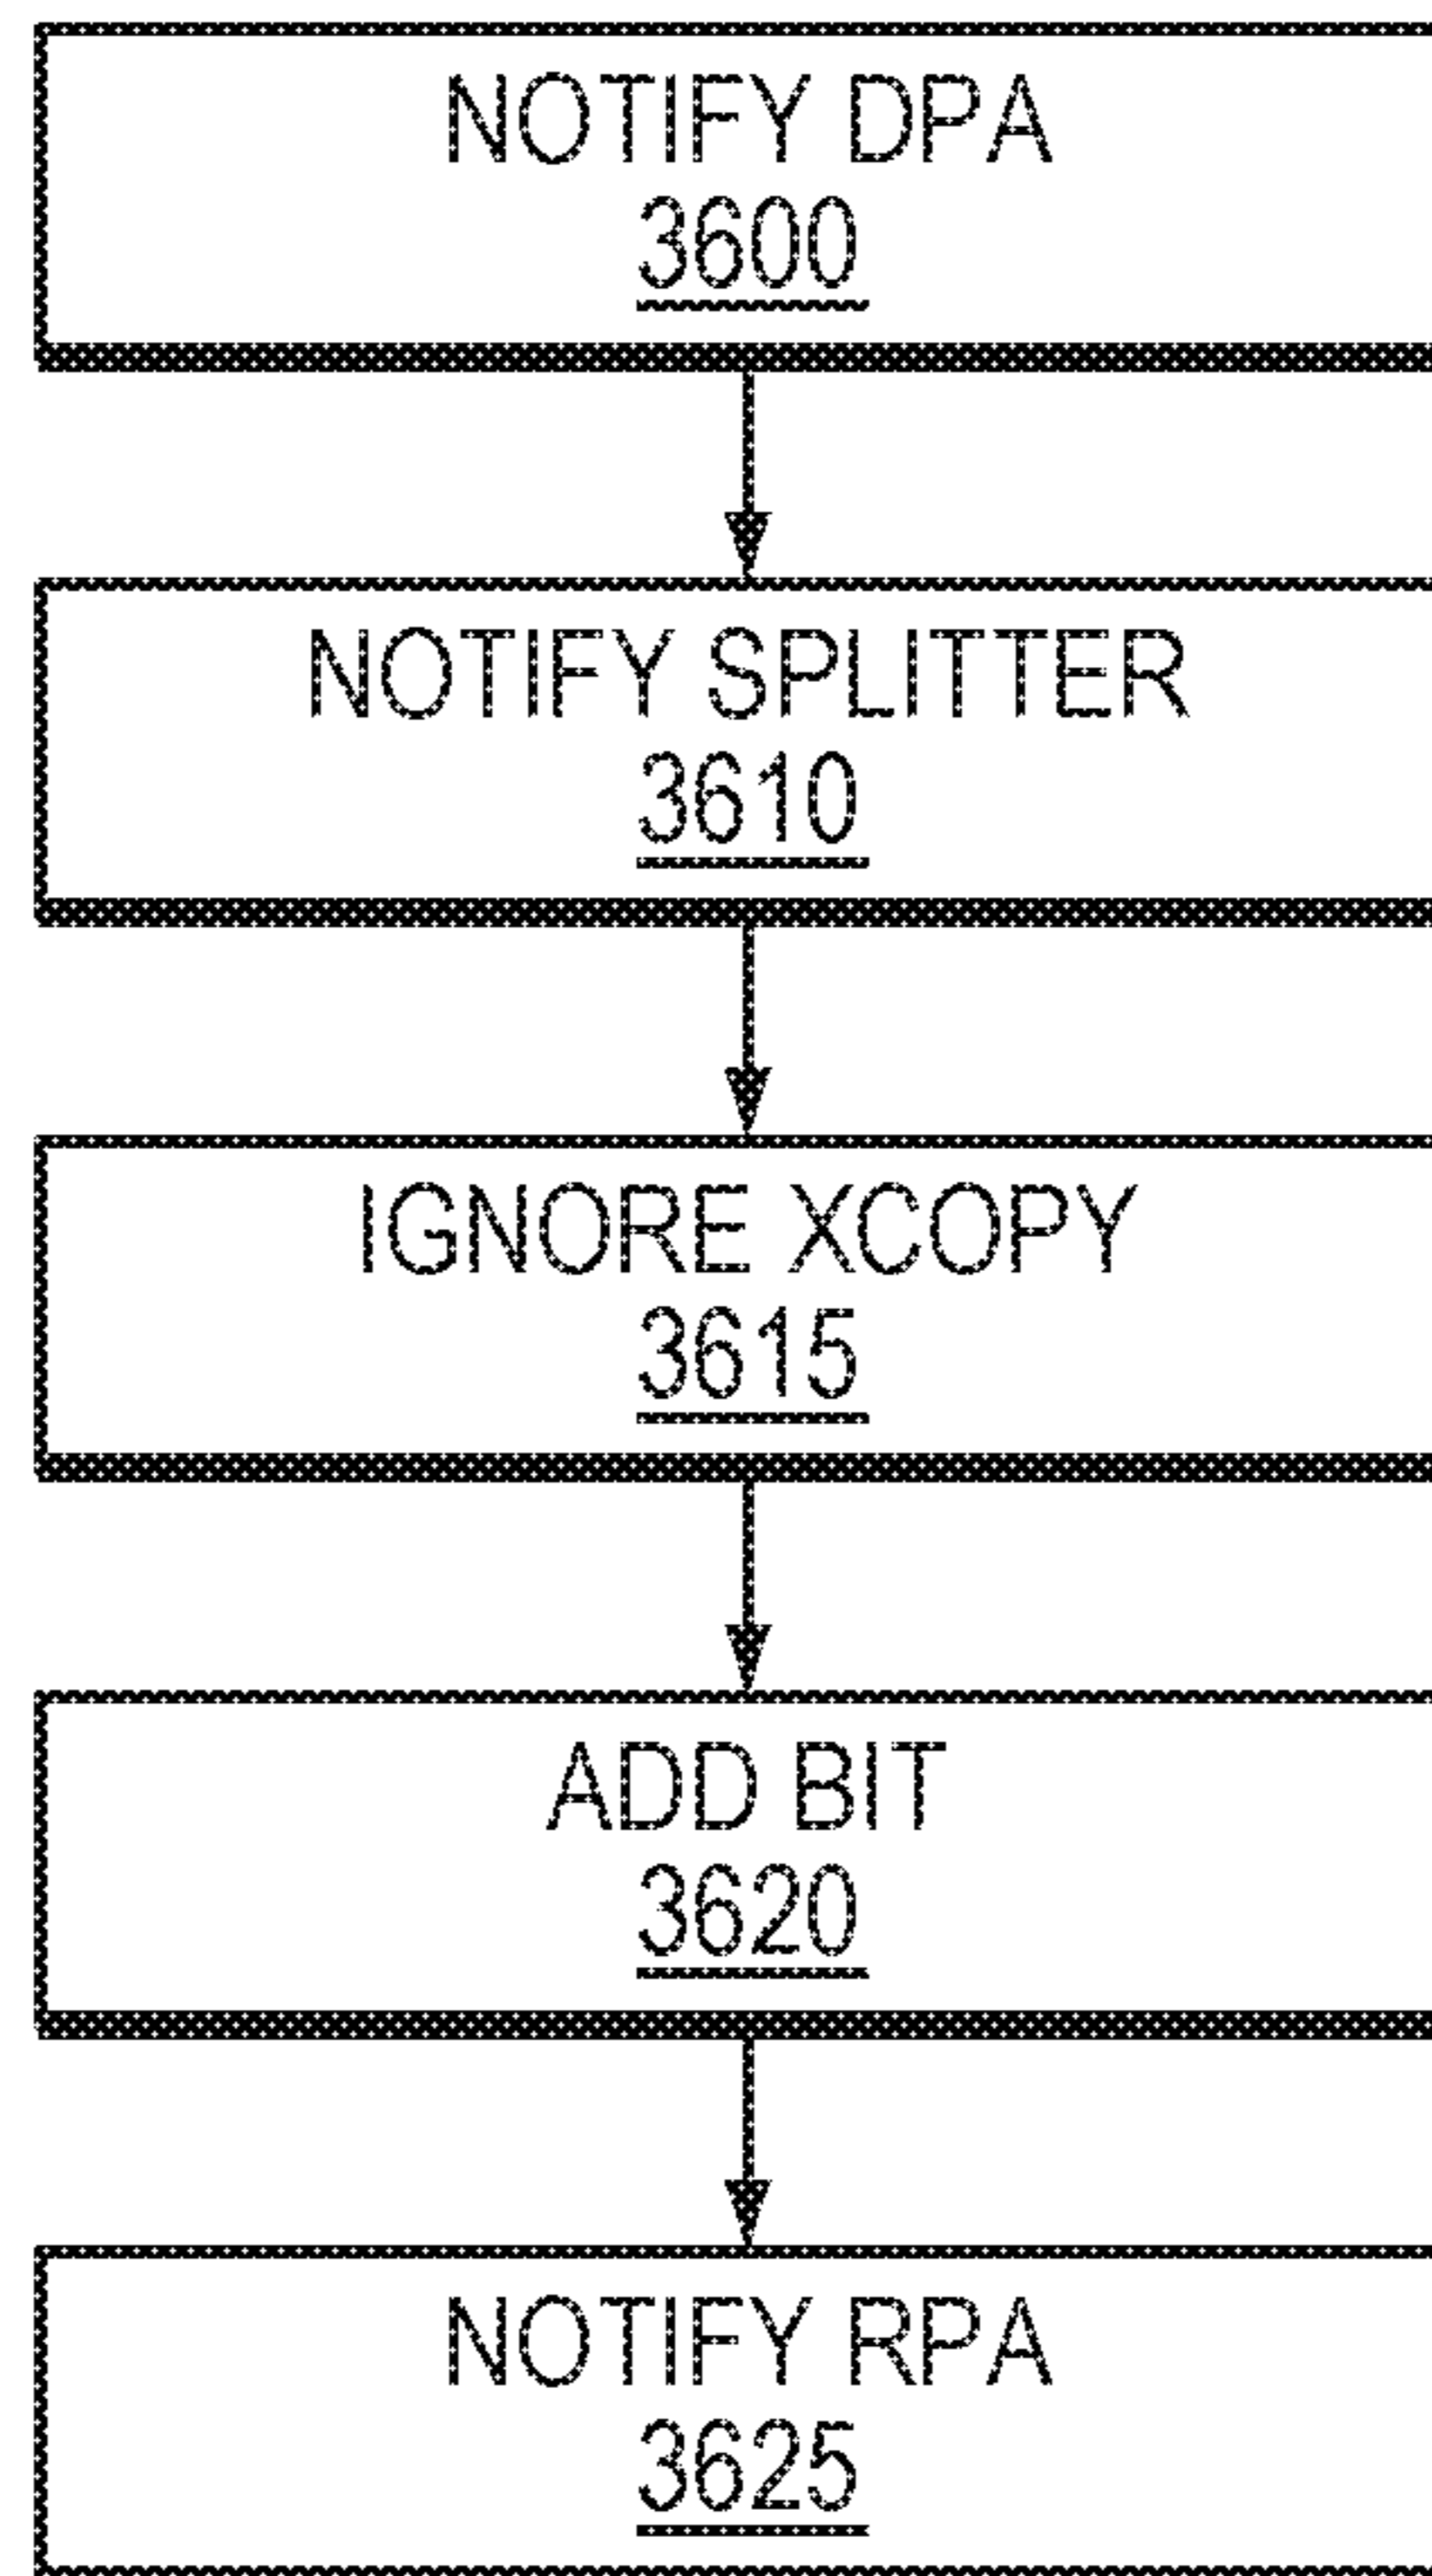 NOTIFY DPA
3600
NOTIFY SPLITTER
3610
IGNORE XCOPY
3615
ADD BIT
3620
NOTIFY RPA
3625